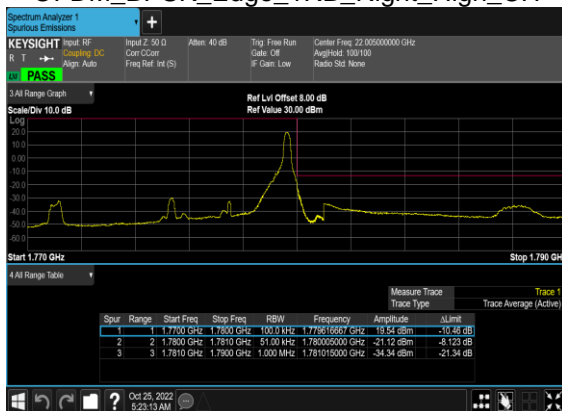 Spectrum Analyzer 1
Spurious Emissions
+
KEYSIGHT Input: RF Input Z: 50 Ω Atten: 40 dB Trig: Free Run Center Freq: 22.005000000 GHz
R T Coupling: DC Corr CCorr Gate: Off Avg|Hold: 100/100
Align: Auto Freq Ref: Int (S) IF Gain: Low Radio Std: None
PASS
3 All Range Graph
Ref Lvl Offset 8.00 dB
Scale/Div 10.0 dB Ref Value 30.00 dBm
Log
20.0
10.0
0.00
-10.0
-20.0
-30.0
-40.0
-50.0
-60.0
Start 1.770 GHz Stop 1.790 GHz
4 All Range Table
Measure Trace Trace 1
Trace Type Trace Average (Active)
Spur Range Start Freq Stop Freq RBW Frequency Amplitude ΔLimit
1 1 1.7700 GHz 1.7800 GHz 100.0 kHz 1.779616667 GHz 19.54 dBm -10.46 dB
2 2 1.7800 GHz 1.7810 GHz 51.00 kHz 1.780005000 GHz -21.12 dBm -8.123 dB
3 3 1.7810 GHz 1.7900 GHz 1.000 MHz 1.781015000 GHz -34.34 dBm -21.34 dB
? Oct 25, 2022
5:23:13 AM